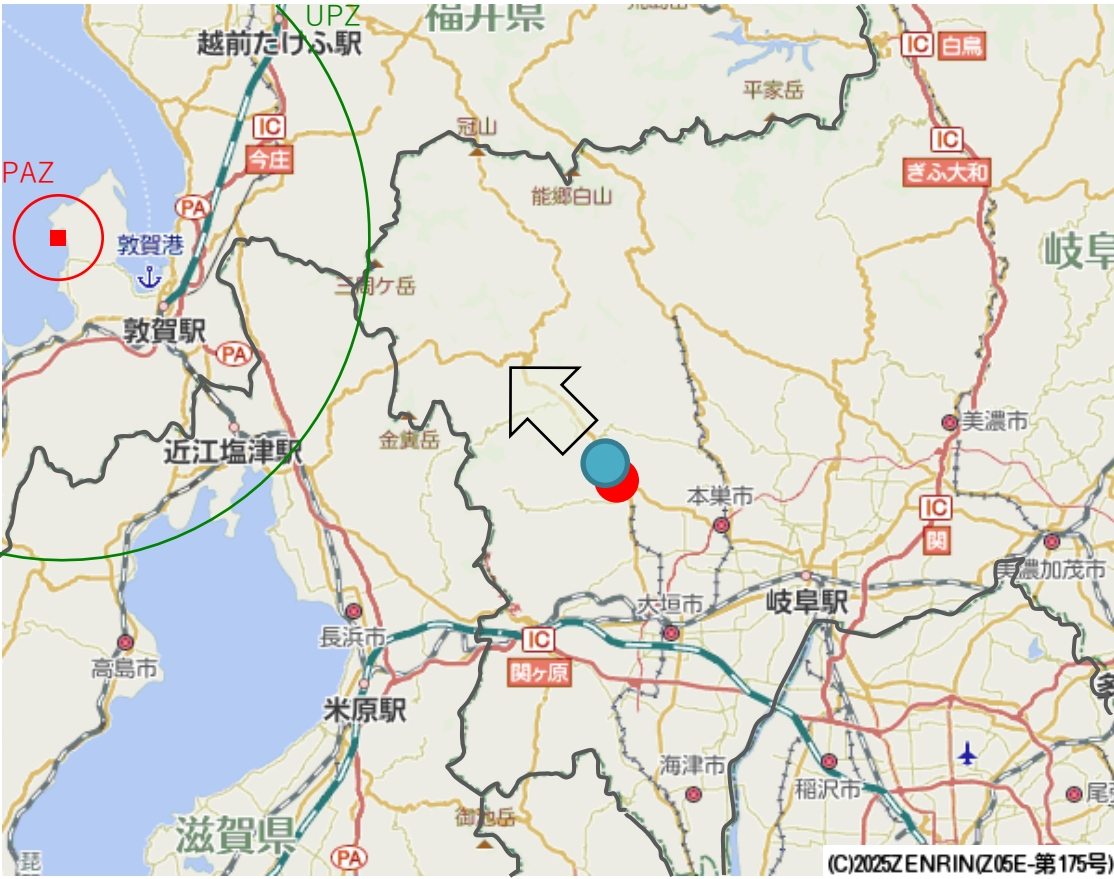 UPZ
福井県
越前たけふ駅
IC
白鳥
平家岳
IC
今庄
冠山
IC
ぎふ大和
PAZ
能郷白山
PA
敦賀港
岐阜
三周ケ岳
敦賀駅
PA
美濃市
金糞岳
近江塩津駅
本巣市
IC
関
美濃加茂市
大垣市
岐阜駅
長浜市
IC
関ヶ原
高島市
米原駅
海津市
稲沢市
御池岳
滋賀県
琵
PA
(C)2025ZENRIN(Z05E-第175号)